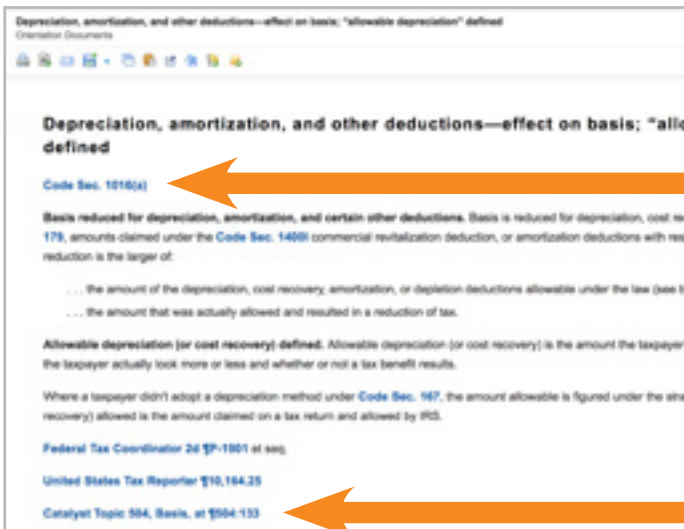 Depreciation, amortization, and other deductions—effect on basis; "allowable depreciation" defined
Orientation Documents
Depreciation, amortization, and other deductions—effect on basis; "allo
defined
Code Sec. 1016(a)
Basis reduced for depreciation, amortization, and certain other deductions. Basis is reduced for depreciation, cost re
179, amounts claimed under the Code Sec. 1400I commercial revitalization deduction, or amortization deductions with res
reduction is the larger of:
. . . the amount of the depreciation, cost recovery, amortization, or depletion deductions allowable under the law (see b
. . . the amount that was actually allowed and resulted in a reduction of tax.
Allowable depreciation (or cost recovery) defined. Allowable depreciation (or cost recovery) is the amount the taxpayer
the taxpayer actually took more or less and whether or not a tax benefit results.
Where a taxpayer didn't adopt a depreciation method under Code Sec. 167, the amount allowable is figured under the stra
recovery) allowed is the amount claimed on a tax return and allowed by IRS.
Federal Tax Coordinator 2d ¶P-1901 et seq.
United States Tax Reporter ¶10,164.25
Catalyst Topic 504, Basis, at ¶504:133